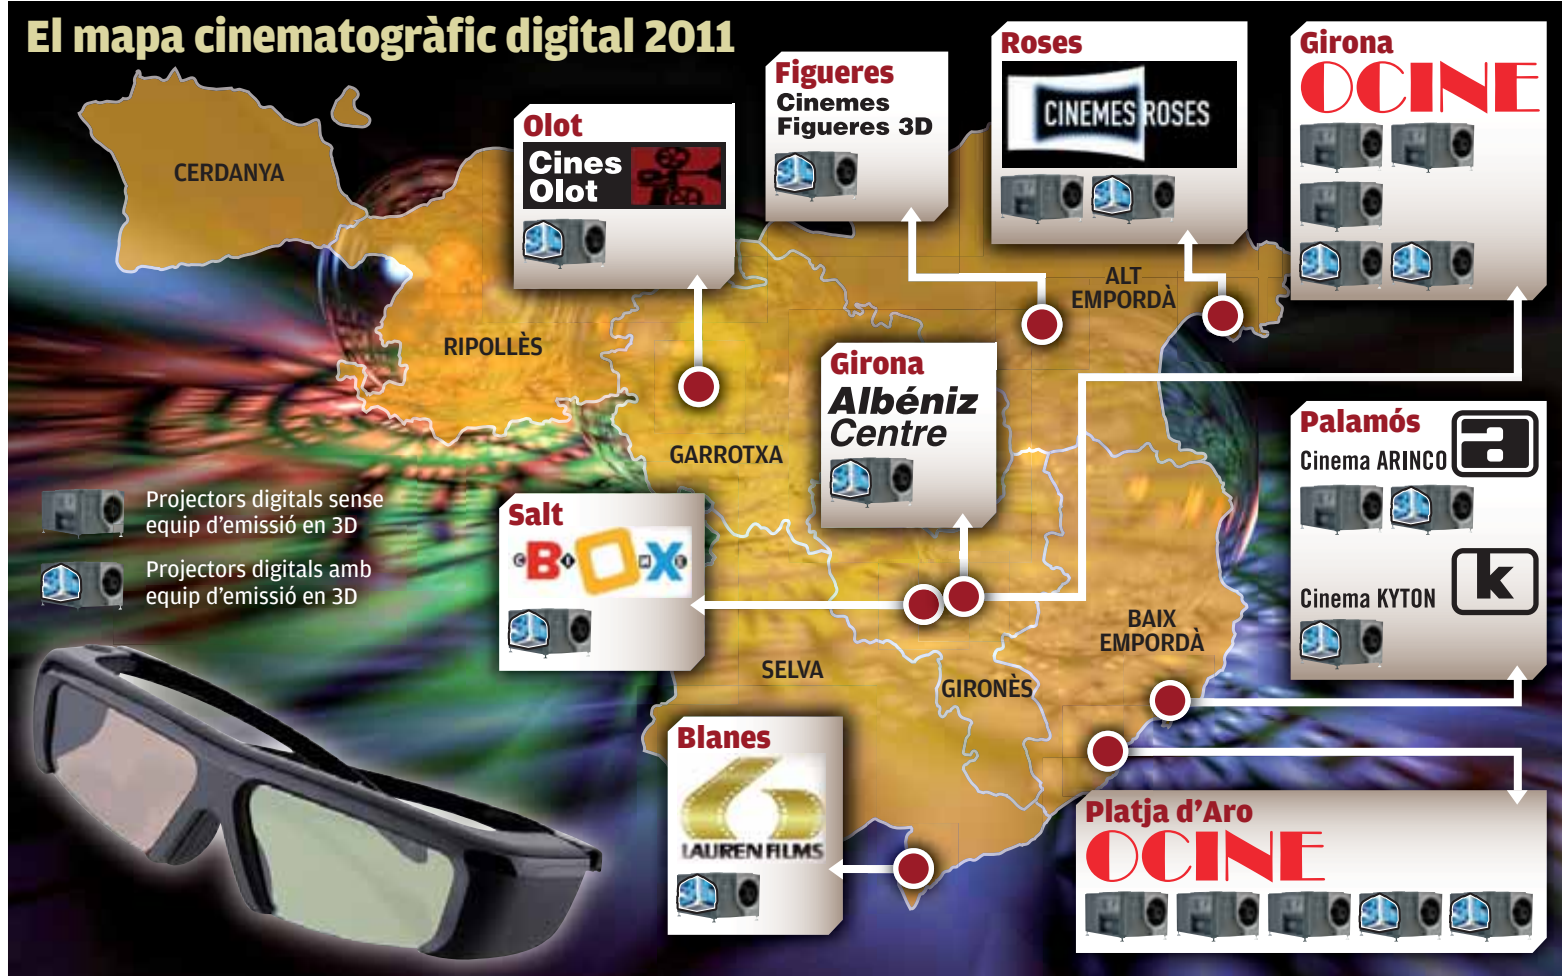 El mapa cinematogràfic digital 2011
CERDANYA
RIPOLLÈS
GARROTXA
ALT
EMPORDÀ
BAIX
EMPORDÀ
SELVA
GIRONÈS
Olot
Cines
Olot
Figueres
Cinemes
Figueres 3D
Roses
CINEMES ROSES
Girona
OCINE
Girona
Albéniz
Centre
Salt
BOX
Palamós
Cinema ARINCO
a
Cinema KYTON
k
Blanes
LAUREN FILMS
Platja d'Aro
OCINE
Projectors digitals sense
equip d'emissió en 3D
Projectors digitals amb
equip d'emissió en 3D